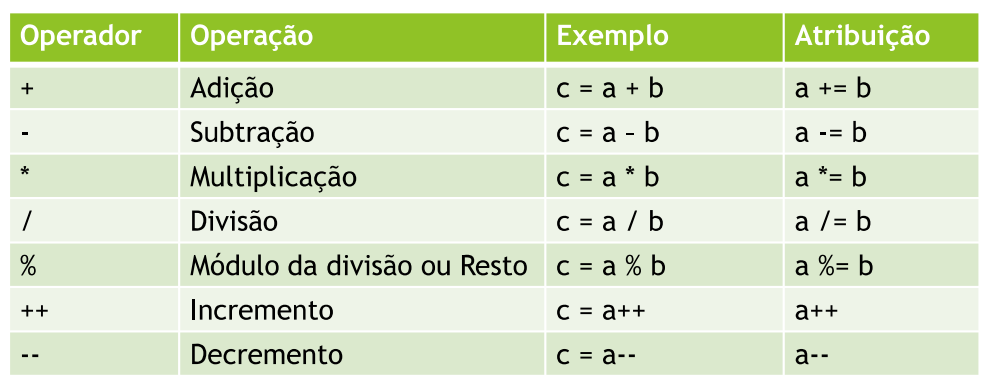 Operador Operação Exemplo Atribuição
+ Adição c = a + b a += b
- Subtração c = a – b a -= b
* Multiplicação c = a * b a *= b
/ Divisão c = a / b a /= b
% Módulo da divisão ou Resto c = a % b a %= b
++ Incremento c = a++ a++
-- Decremento c = a-- a--